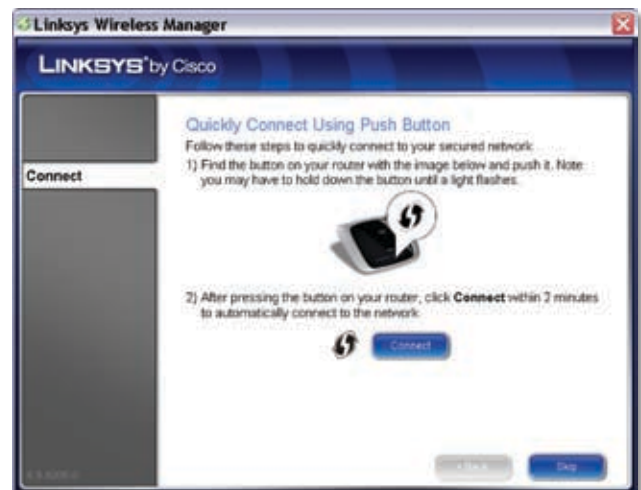 Linksys Wireless Manager
LINKSYS® by Cisco
Connect
Quickly Connect Using Push Button
Follow these steps to quickly connect to your secured network.
1) Find the button on your router with the image below and push it. Note:
you may have to hold down the button until a light flashes.
2) After pressing the button on your router, click Connect within 2 minutes
to automatically connect to the network.
Connect
Skip